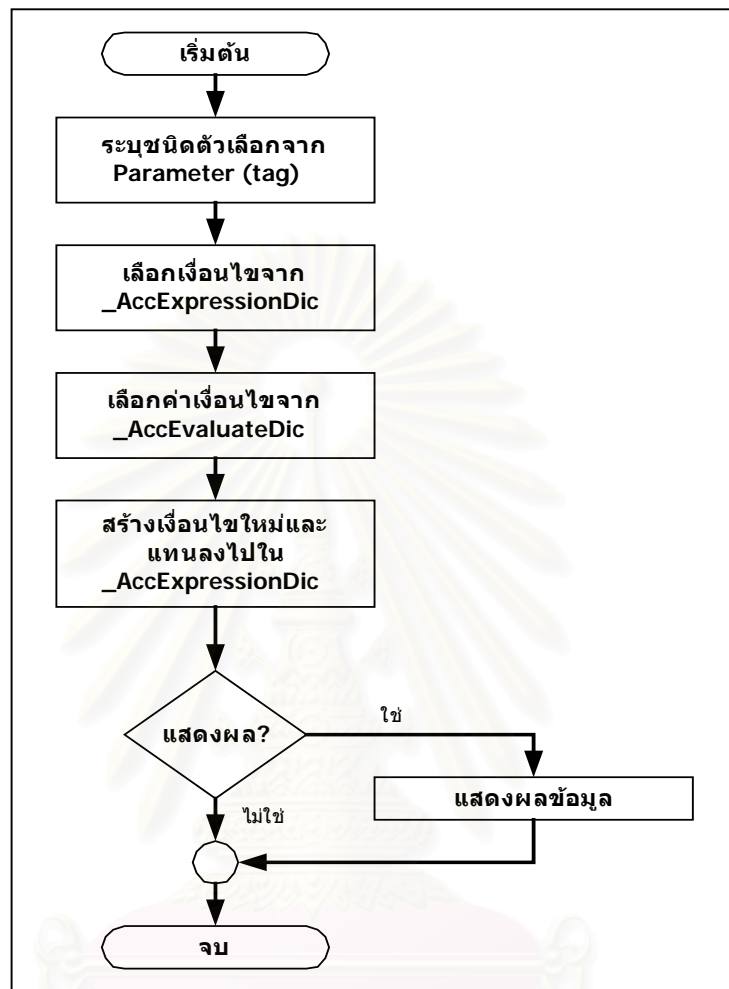 เริ่มต้น
ระบุชนิดตัวเลือกจาก
Parameter (tag)
เลือกเงื่อนไขจาก
_AccExpressionDic
เลือกค่าเงื่อนไขจาก
_AccEvaluateDic
สร้างเงื่อนไขใหม่และ
แทนลงไปใน
_AccExpressionDic
แสดงผล?
ใช่
แสดงผลข้อมูล
ไม่ใช่
จบ